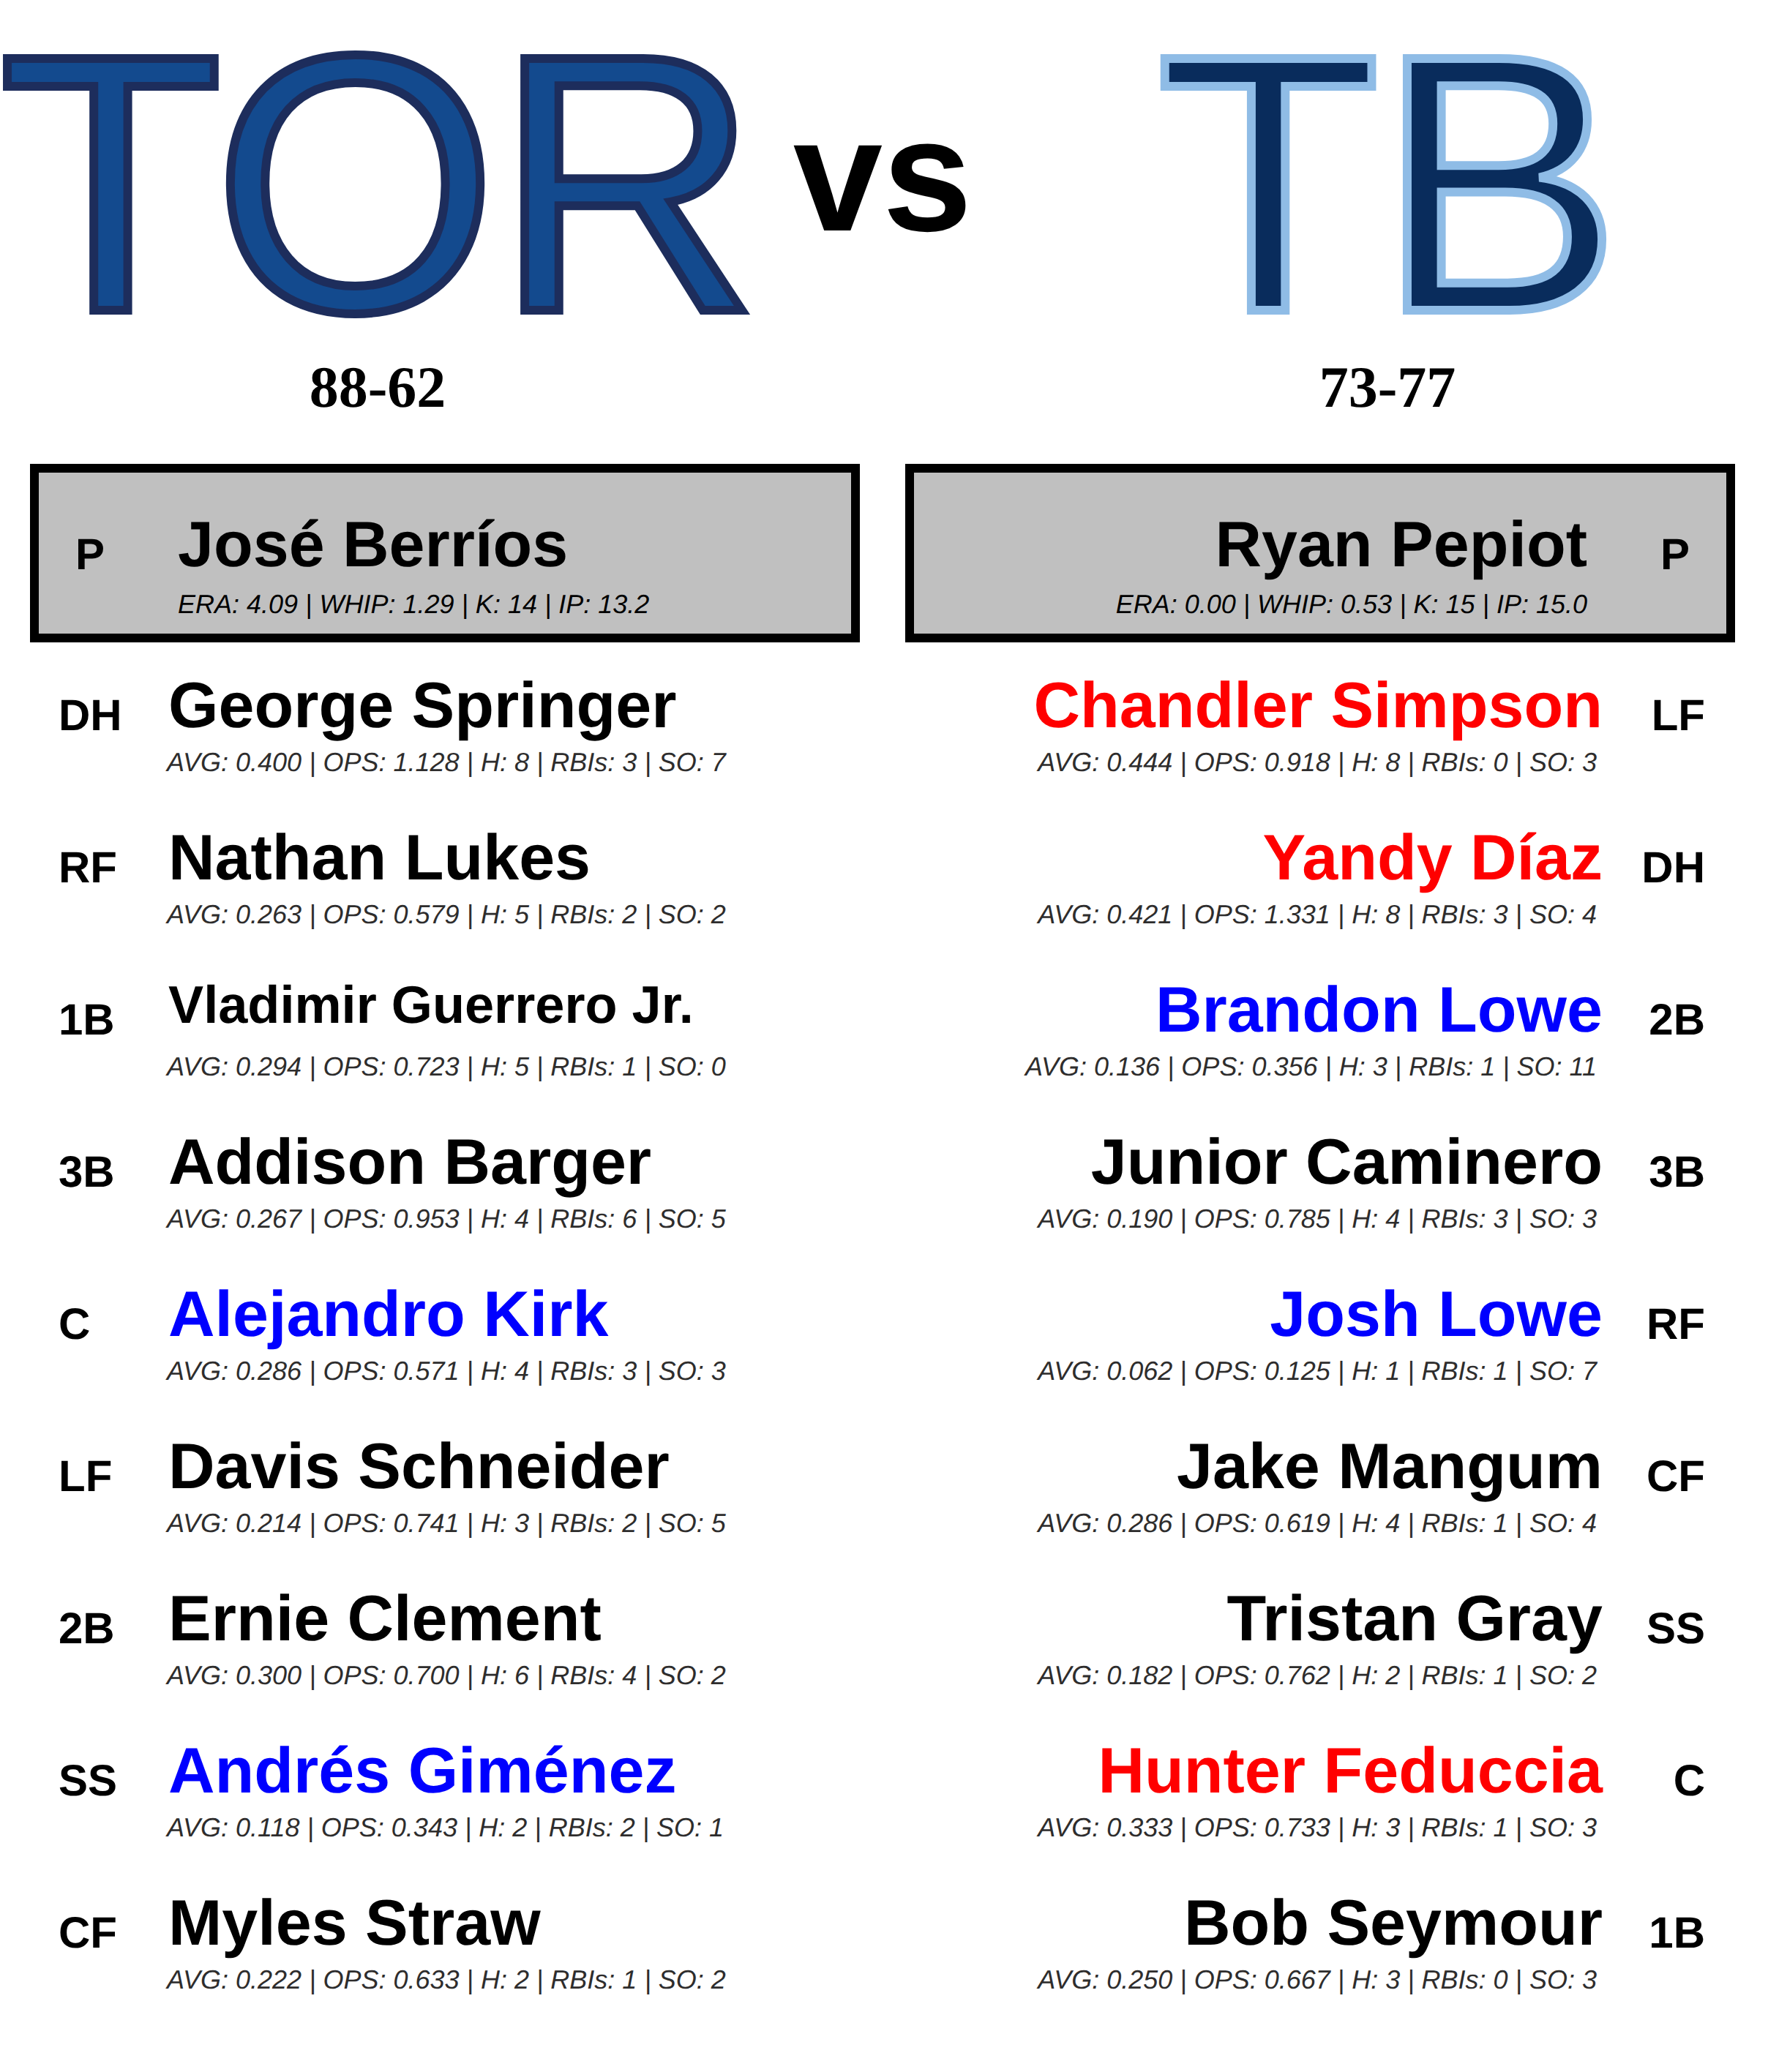 TOR vs TB
88-62
73-77
P José Berríos
ERA: 4.09 | WHIP: 1.29 | K: 14 | IP: 13.2
Ryan Pepiot P
ERA: 0.00 | WHIP: 0.53 | K: 15 | IP: 15.0
DH George Springer
AVG: 0.400 | OPS: 1.128 | H: 8 | RBIs: 3 | SO: 7
RF Nathan Lukes
AVG: 0.263 | OPS: 0.579 | H: 5 | RBIs: 2 | SO: 2
1B Vladimir Guerrero Jr.
AVG: 0.294 | OPS: 0.723 | H: 5 | RBIs: 1 | SO: 0
3B Addison Barger
AVG: 0.267 | OPS: 0.953 | H: 4 | RBIs: 6 | SO: 5
C Alejandro Kirk
AVG: 0.286 | OPS: 0.571 | H: 4 | RBIs: 3 | SO: 3
LF Davis Schneider
AVG: 0.214 | OPS: 0.741 | H: 3 | RBIs: 2 | SO: 5
2B Ernie Clement
AVG: 0.300 | OPS: 0.700 | H: 6 | RBIs: 4 | SO: 2
SS Andrés Giménez
AVG: 0.118 | OPS: 0.343 | H: 2 | RBIs: 2 | SO: 1
CF Myles Straw
AVG: 0.222 | OPS: 0.633 | H: 2 | RBIs: 1 | SO: 2
Chandler Simpson LF
AVG: 0.444 | OPS: 0.918 | H: 8 | RBIs: 0 | SO: 3
Yandy Díaz DH
AVG: 0.421 | OPS: 1.331 | H: 8 | RBIs: 3 | SO: 4
Brandon Lowe 2B
AVG: 0.136 | OPS: 0.356 | H: 3 | RBIs: 1 | SO: 11
Junior Caminero 3B
AVG: 0.190 | OPS: 0.785 | H: 4 | RBIs: 3 | SO: 3
Josh Lowe RF
AVG: 0.062 | OPS: 0.125 | H: 1 | RBIs: 1 | SO: 7
Jake Mangum CF
AVG: 0.286 | OPS: 0.619 | H: 4 | RBIs: 1 | SO: 4
Tristan Gray SS
AVG: 0.182 | OPS: 0.762 | H: 2 | RBIs: 1 | SO: 2
Hunter Feduccia C
AVG: 0.333 | OPS: 0.733 | H: 3 | RBIs: 1 | SO: 3
Bob Seymour 1B
AVG: 0.250 | OPS: 0.667 | H: 3 | RBIs: 0 | SO: 3